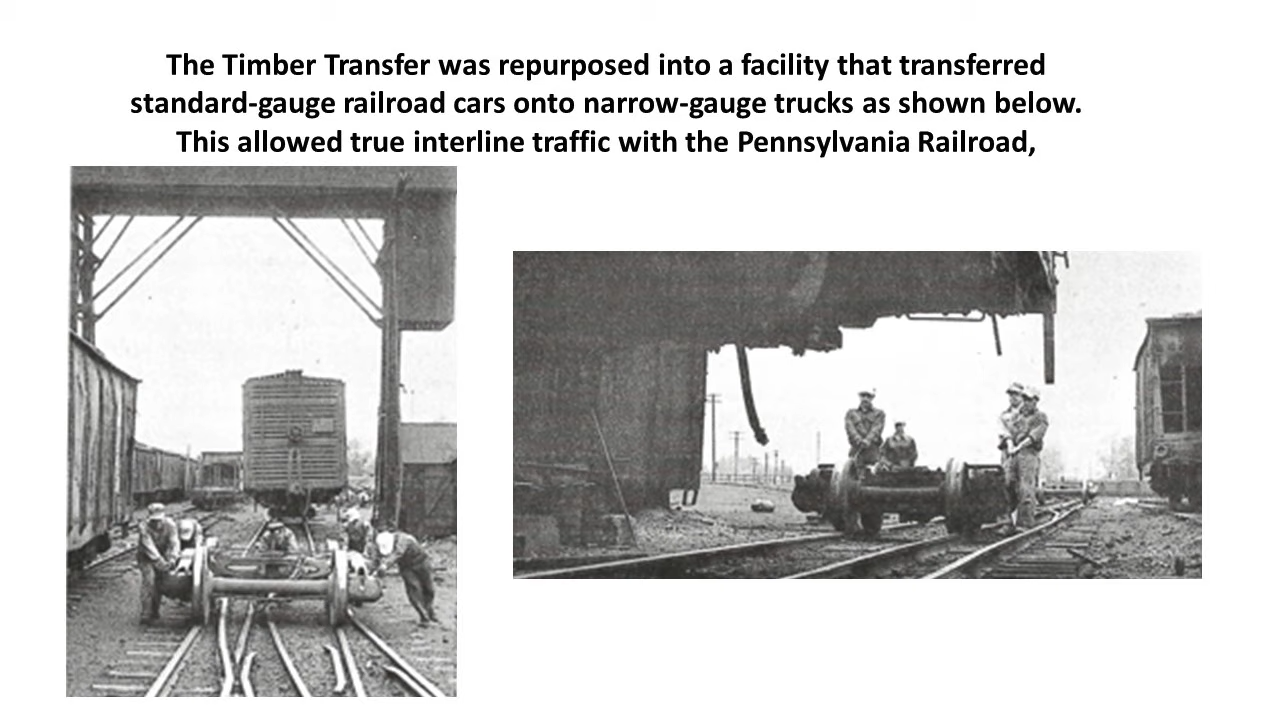 The Timber Transfer was repurposed into a facility that transferred
standard-gauge railroad cars onto narrow-gauge trucks as shown below.
This allowed true interline traffic with the Pennsylvania Railroad,